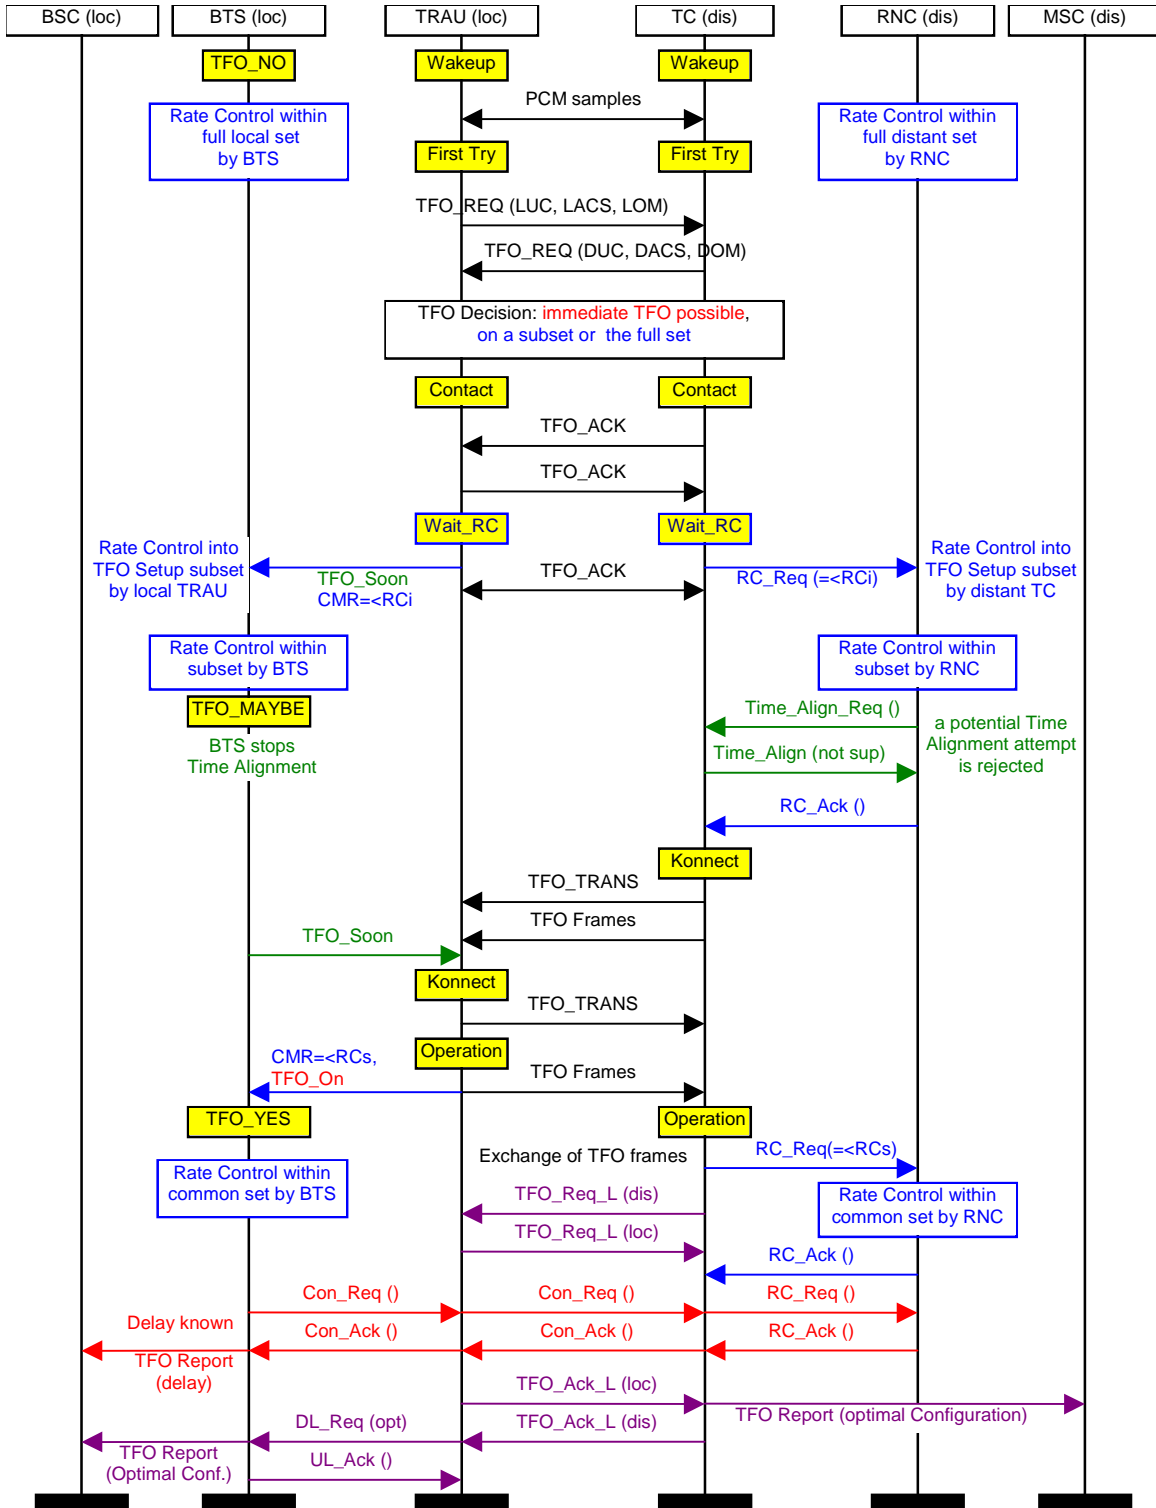 BSC (loc)
BTS (loc)
TRAU (loc)
TC (dis)
RNC (dis)
MSC (dis)
TFO_NO
Wakeup
Wakeup
PCM samples
Rate Control within
full local set
by BTS
Rate Control within
full distant set
by RNC
First Try
First Try
TFO_REQ (LUC, LACS, LOM)
TFO_REQ (DUC, DACS, DOM)
TFO Decision: immediate TFO possible,
on a subset or the full set
Contact
Contact
TFO_ACK
TFO_ACK
Wait_RC
Wait_RC
Rate Control into
TFO Setup subset
by local TRAU
TFO_Soon
CMR=<RCi
TFO_ACK
RC_Req (=<RCi)
Rate Control into
TFO Setup subset
by distant TC
Rate Control within
subset by BTS
Rate Control within
subset by RNC
TFO_MAYBE
BTS stops
Time Alignment
Time_Align_Req ()
Time_Align (not sup)
a potential Time
Alignment attempt
is rejected
RC_Ack ()
Konnect
TFO_TRANS
TFO Frames
TFO_Soon
Konnect
TFO_TRANS
Operation
CMR=<RCs,
TFO_On
TFO Frames
TFO_YES
Operation
Exchange of TFO frames
RC_Req(=<RCs)
Rate Control within
common set by BTS
TFO_Req_L (dis)
Rate Control within
common set by RNC
TFO_Req_L (loc)
RC_Ack ()
Con_Req ()
Con_Req ()
RC_Req ()
Delay known
Con_Ack ()
Con_Ack ()
RC_Ack ()
TFO Report
(delay)
TFO_Ack_L (loc)
TFO Report (optimal Configuration)
DL_Req (opt)
TFO_Ack_L (dis)
TFO Report
(Optimal Conf.)
UL_Ack ()